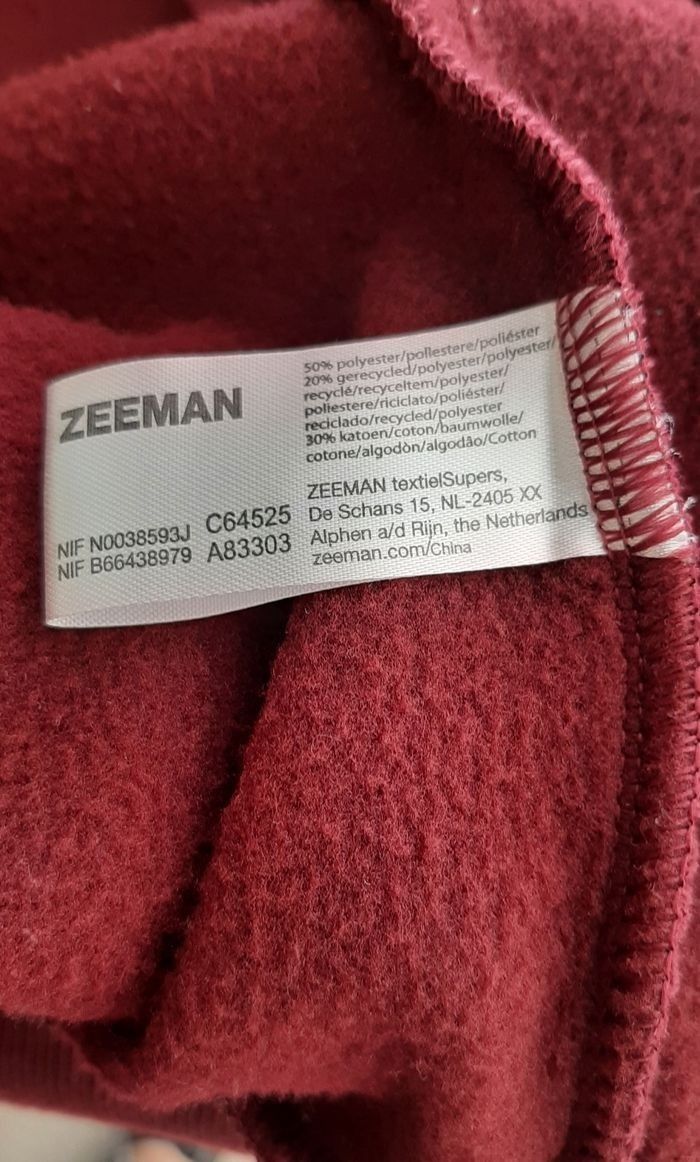 ZEEMAN
NIF N0038593J C64525
NIF B66438979 A83303
50% polyester/poliestere/poliéster
20% gerecycled/polyester/polyester/
recyclé/recyceltem/polyester/
poliestere/riciclato/poliéster/
reciclado/recycled/polyester
30% katoen/coton/baumwolle/
cotone/algodòn/algodão/Cotton
ZEEMAN textielSupers,
De Schans 15, NL-2405 XX
Alphen a/d Rijn, the Netherlands
zeeman.com/China